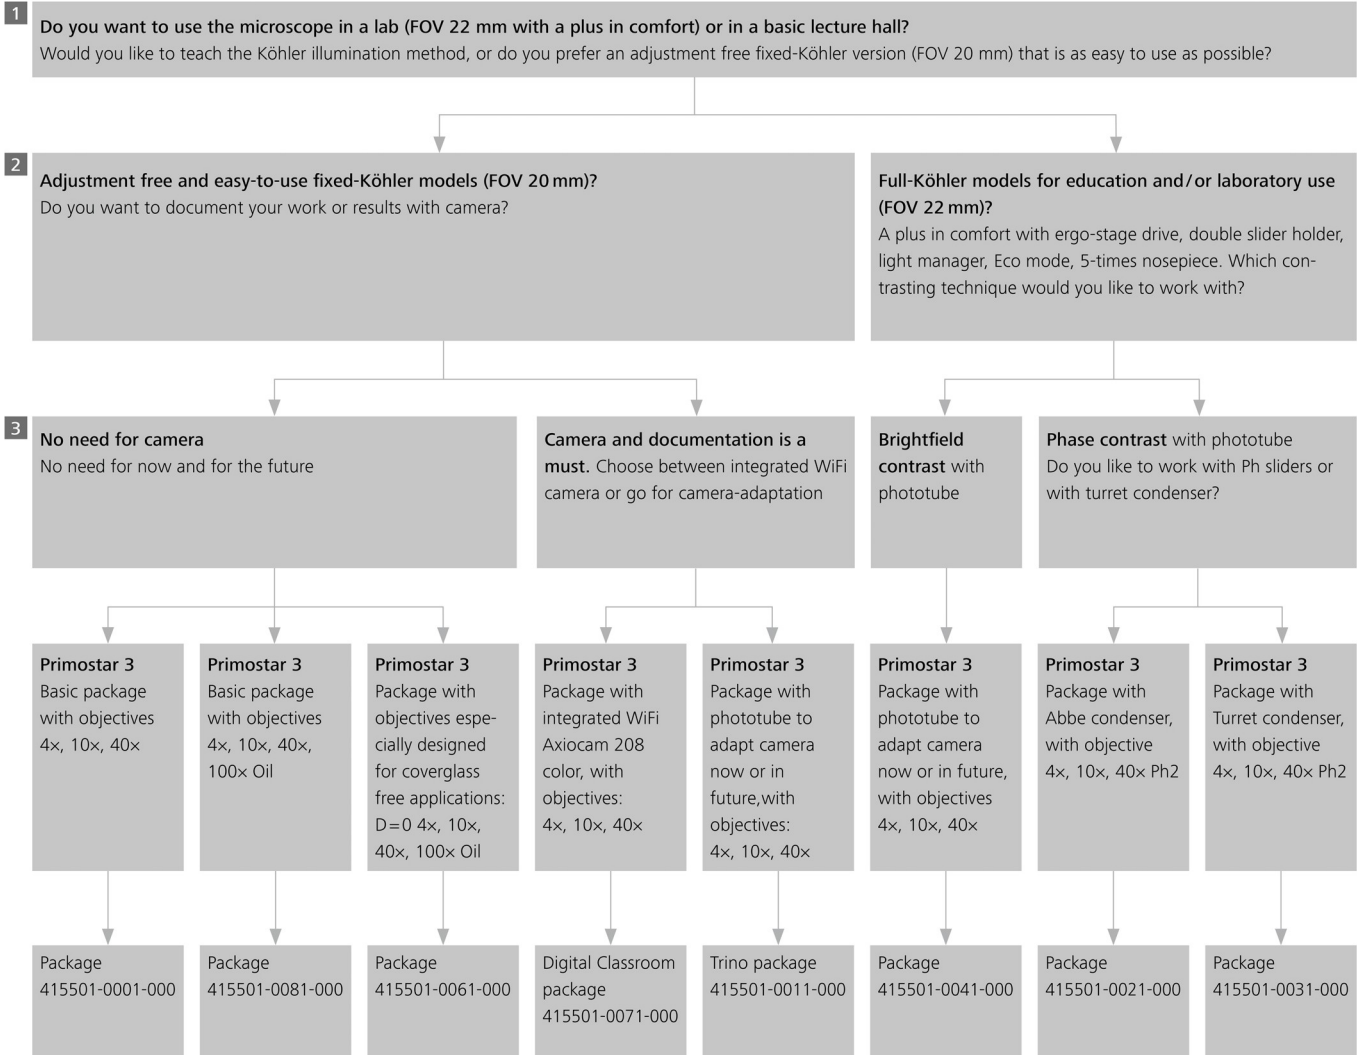 1
Do you want to use the microscope in a lab (FOV 22 mm with a plus in comfort) or in a basic lecture hall?
Would you like to teach the Köhler illumination method, or do you prefer an adjustment free fixed-Köhler version (FOV 20 mm) that is as easy to use as possible?
2
Adjustment free and easy-to-use fixed-Köhler models (FOV 20 mm)?
Do you want to document your work or results with camera?
Full-Köhler models for education and/or laboratory use
(FOV 22 mm)?
A plus in comfort with ergo-stage drive, double slider holder,
light manager, Eco mode, 5-times nosepiece. Which con-
trasting technique would you like to work with?
3
No need for camera
No need for now and for the future
Camera and documentation is a
must. Choose between integrated WiFi
camera or go for camera-adaptation
Brightfield
contrast with
phototube
Phase contrast with phototube
Do you like to work with Ph sliders or
with turret condenser?
Primostar 3
Basic package
with objectives
4×, 10×, 40×
Primostar 3
Basic package
with objectives
4×, 10×, 40×,
100× Oil
Primostar 3
Package with
objectives espe-
cially designed
for coverglass
free applications:
D=0 4×, 10×,
40×, 100× Oil
Primostar 3
Package with
integrated WiFi
Axiocam 208
color, with
objectives:
4×, 10×, 40×
Primostar 3
Package with
phototube to
adapt camera
now or in
future,with
objectives:
4×, 10×, 40×
Primostar 3
Package with
phototube to
adapt camera
now or in future,
with objectives
4×, 10×, 40×
Primostar 3
Package with
Abbe condenser,
with objective
4×, 10×, 40× Ph2
Primostar 3
Package with
Turret condenser,
with objective
4×, 10×, 40× Ph2
Package
415501-0001-000
Package
415501-0081-000
Package
415501-0061-000
Digital Classroom
package
415501-0071-000
Trino package
415501-0011-000
Package
415501-0041-000
Package
415501-0021-000
Package
415501-0031-000